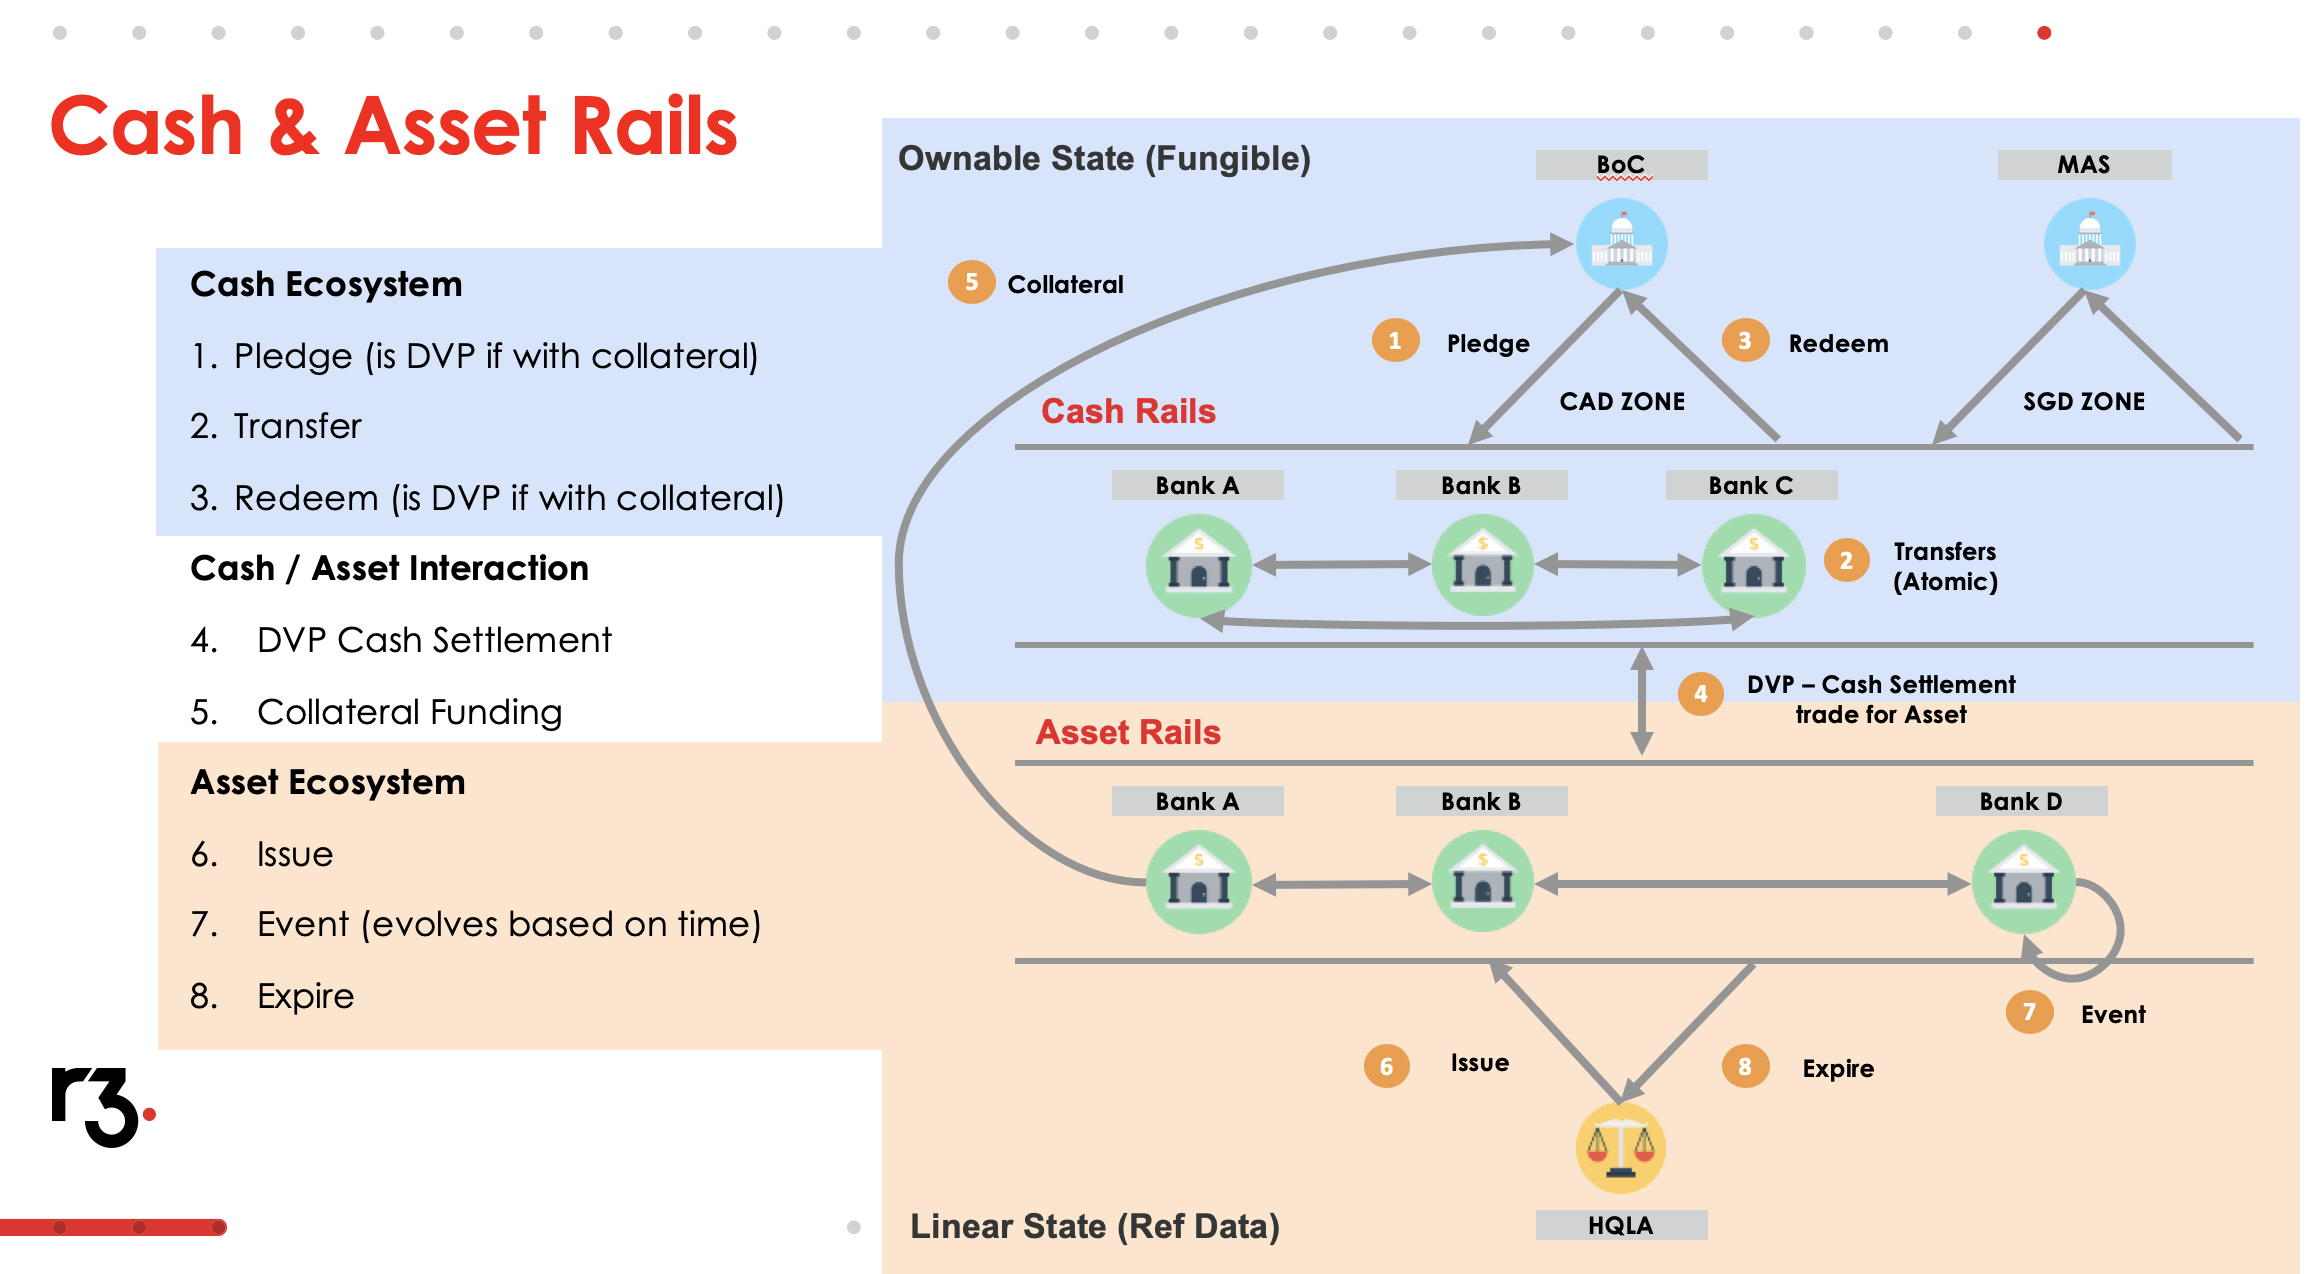 Cash & Asset Rails
Cash Ecosystem
1. Pledge (is DVP if with collateral)
2. Transfer
3. Redeem (is DVP if with collateral)
Cash / Asset Interaction
4. DVP Cash Settlement
5. Collateral Funding
Asset Ecosystem
6. Issue
7. Event (evolves based on time)
8. Expire
r3.
Ownable State (Fungible)
BoC
MAS
5 Collateral
1 Pledge
3 Redeem
CAD ZONE
SGD ZONE
Cash Rails
Bank A
Bank B
Bank C
2 Transfers
(Atomic)
4 DVP – Cash Settlement
trade for Asset
Asset Rails
Bank A
Bank B
Bank D
7 Event
6 Issue
8 Expire
HQLA
Linear State (Ref Data)